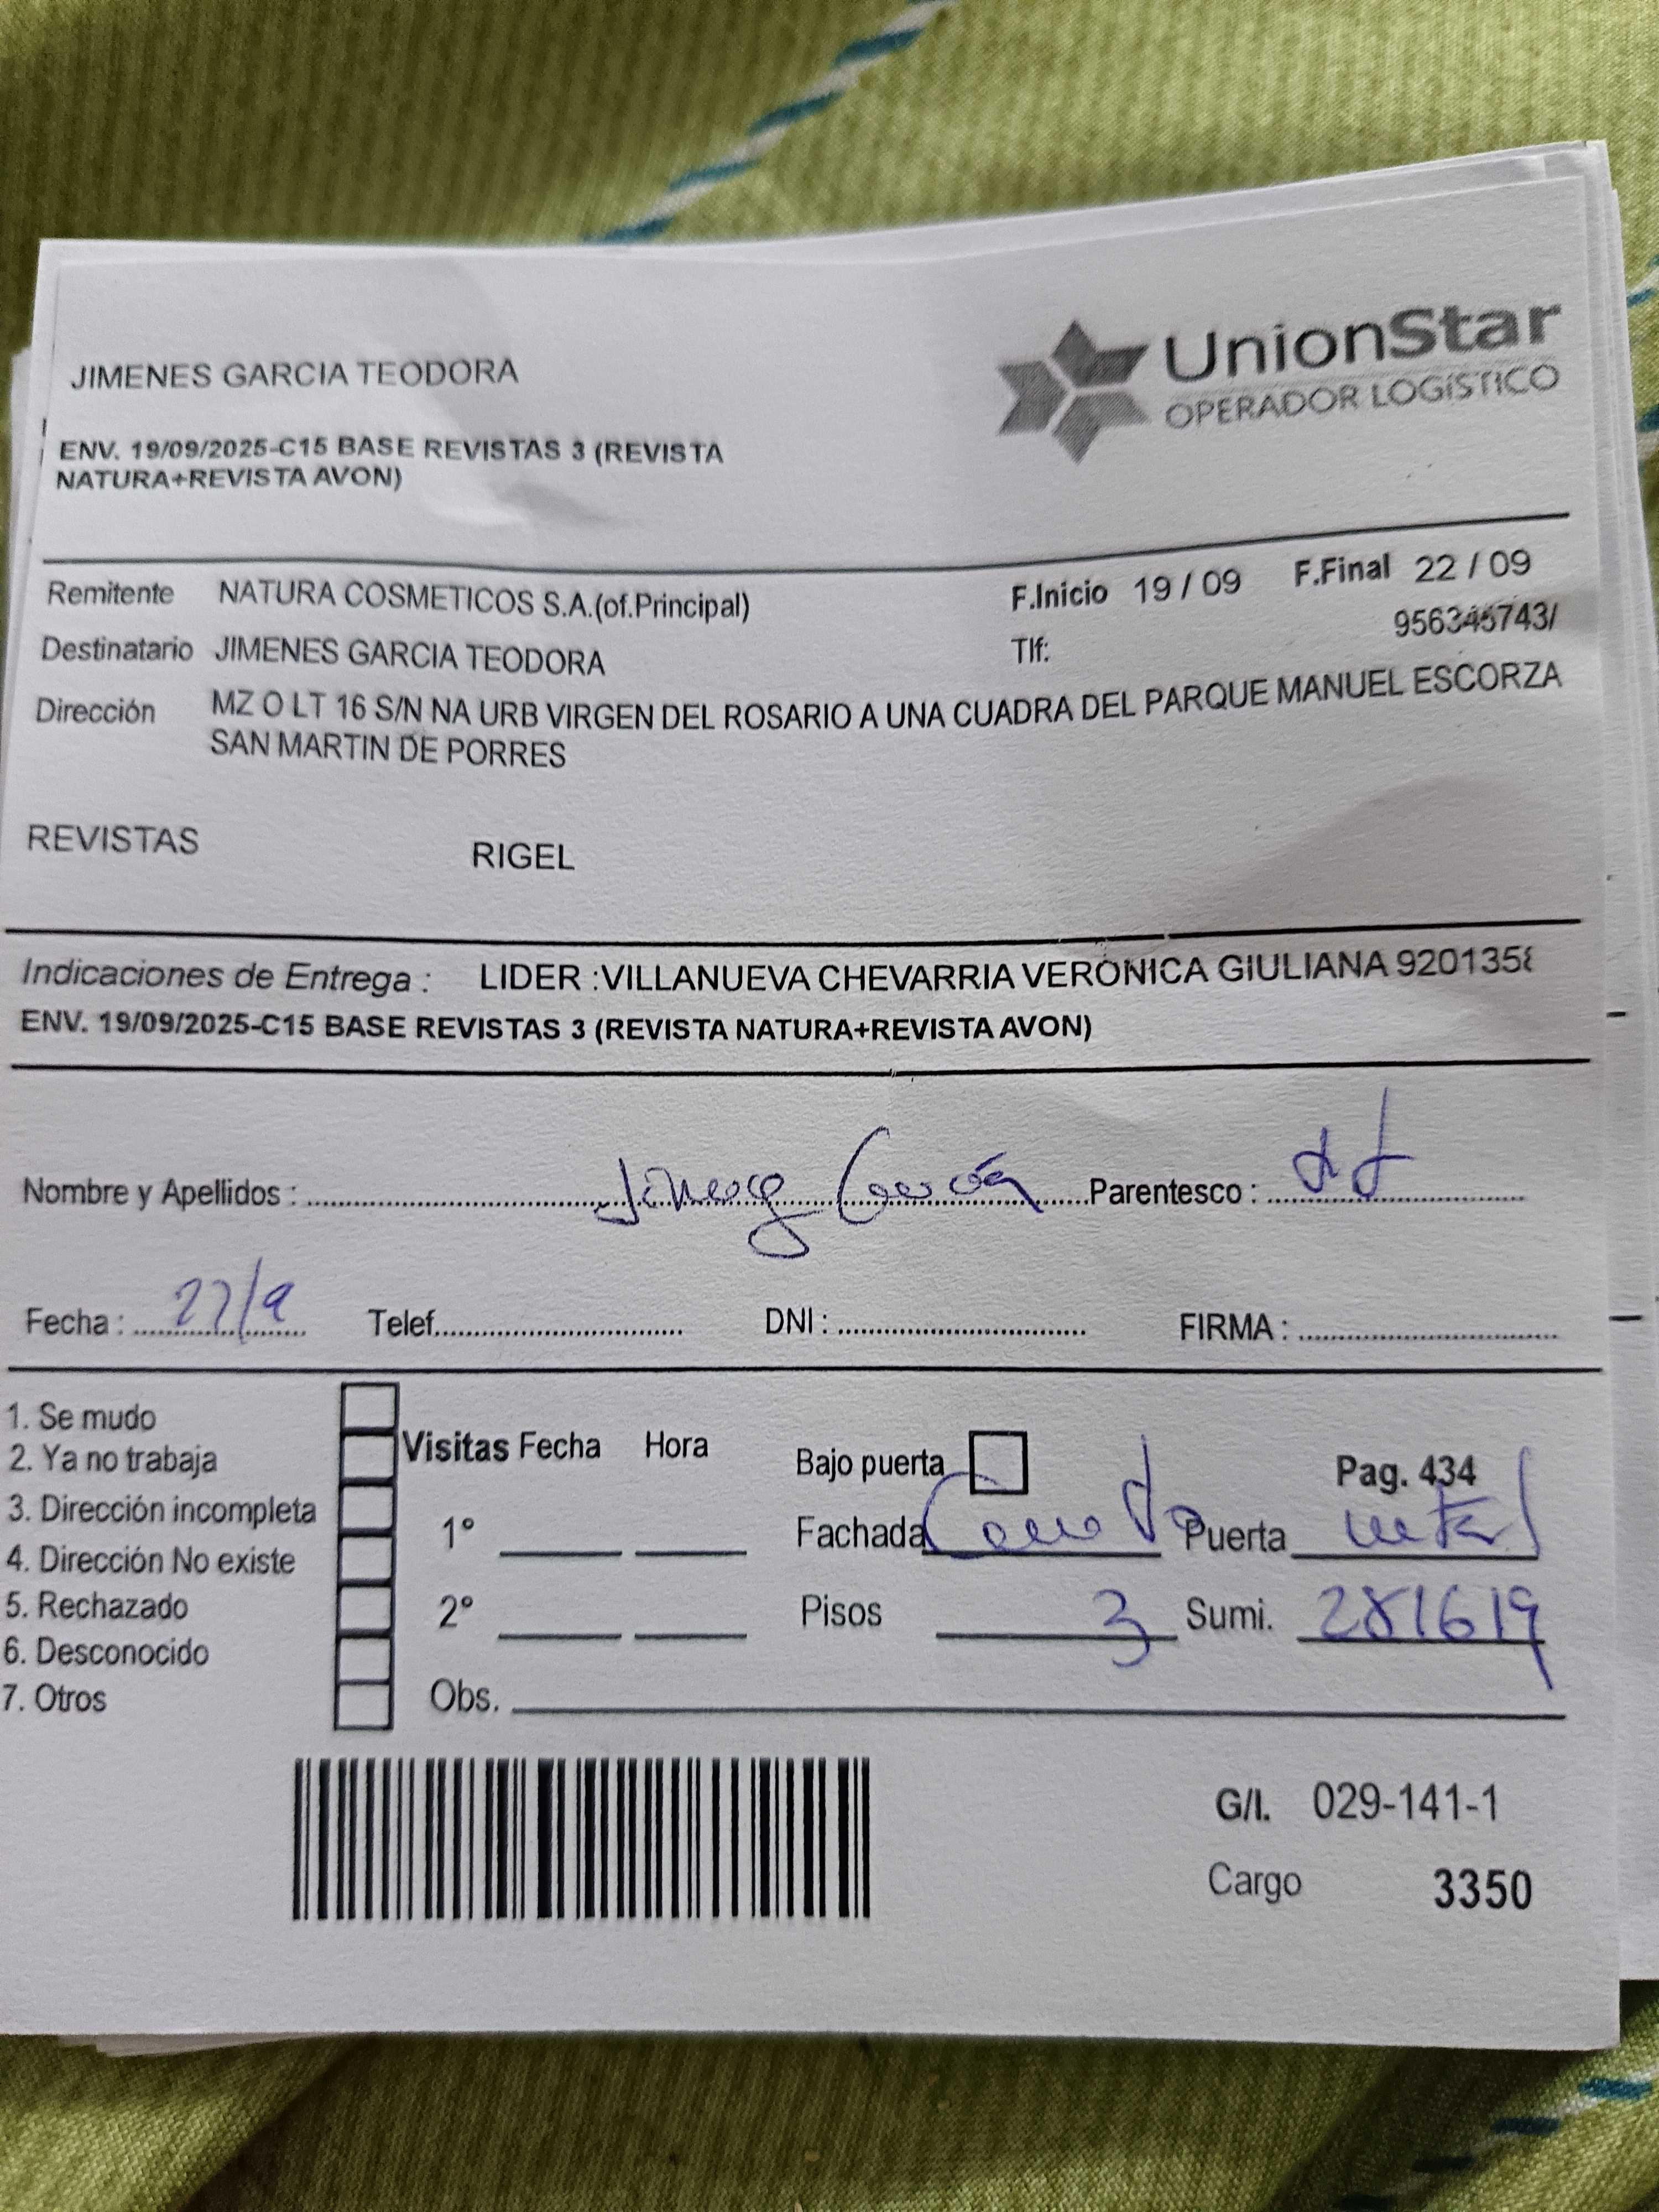 JIMENES GARCIA TEODORA
UnionStar
OPERADOR LOGÍSTICO
ENV. 19/09/2025-C15 BASE REVISTAS 3 (REVISTA
NATURA+REVISTA AVON)
Remitente NATURA COSMETICOS S.A.(of.Principal) F.Inicio 19 / 09 F.Final 22 / 09
Destinatario JIMENES GARCIA TEODORA Tlf: 956345743/
Dirección MZ O LT 16 S/N NA URB VIRGEN DEL ROSARIO A UNA CUADRA DEL PARQUE MANUEL ESCORZA
SAN MARTIN DE PORRES
REVISTAS RIGEL
Indicaciones de Entrega : LIDER :VILLANUEVA CHEVARRIA VERONICA GIULIANA 920135
ENV. 19/09/2025-C15 BASE REVISTAS 3 (REVISTA NATURA+REVISTA AVON)
Nombre y Apellidos : García Parentesco :
Fecha : 22/9 Telef. DNI : FIRMA :
1. Se mudo
2. Ya no trabaja
3. Dirección incompleta
4. Dirección No existe
5. Rechazado
6. Desconocido
7. Otros
Visitas Fecha Hora
1°
2°
Obs.
Bajo puerta Pag. 434
Fachada Puerta metal
Pisos 3 Sumi. 281619
G/I. 029-141-1
Cargo 3350